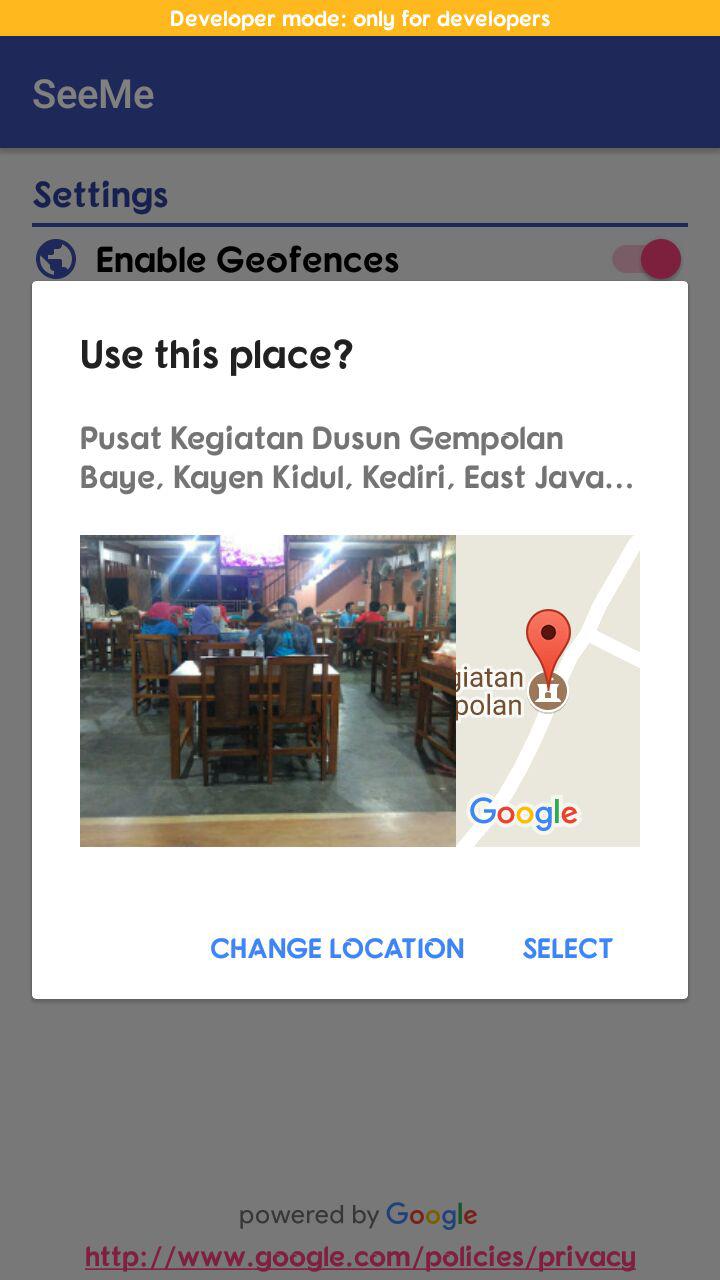 Developer mode: only for developers
SeeMe
Settings
Enable Geofences
Use this place?
Pusat Kegiatan Dusun Gempolan
Baye, Kayen Kidul, Kediri, East Java...
giatan
polan
Google
CHANGE LOCATION SELECT
powered by Google
http://www.google.com/policies/privacy